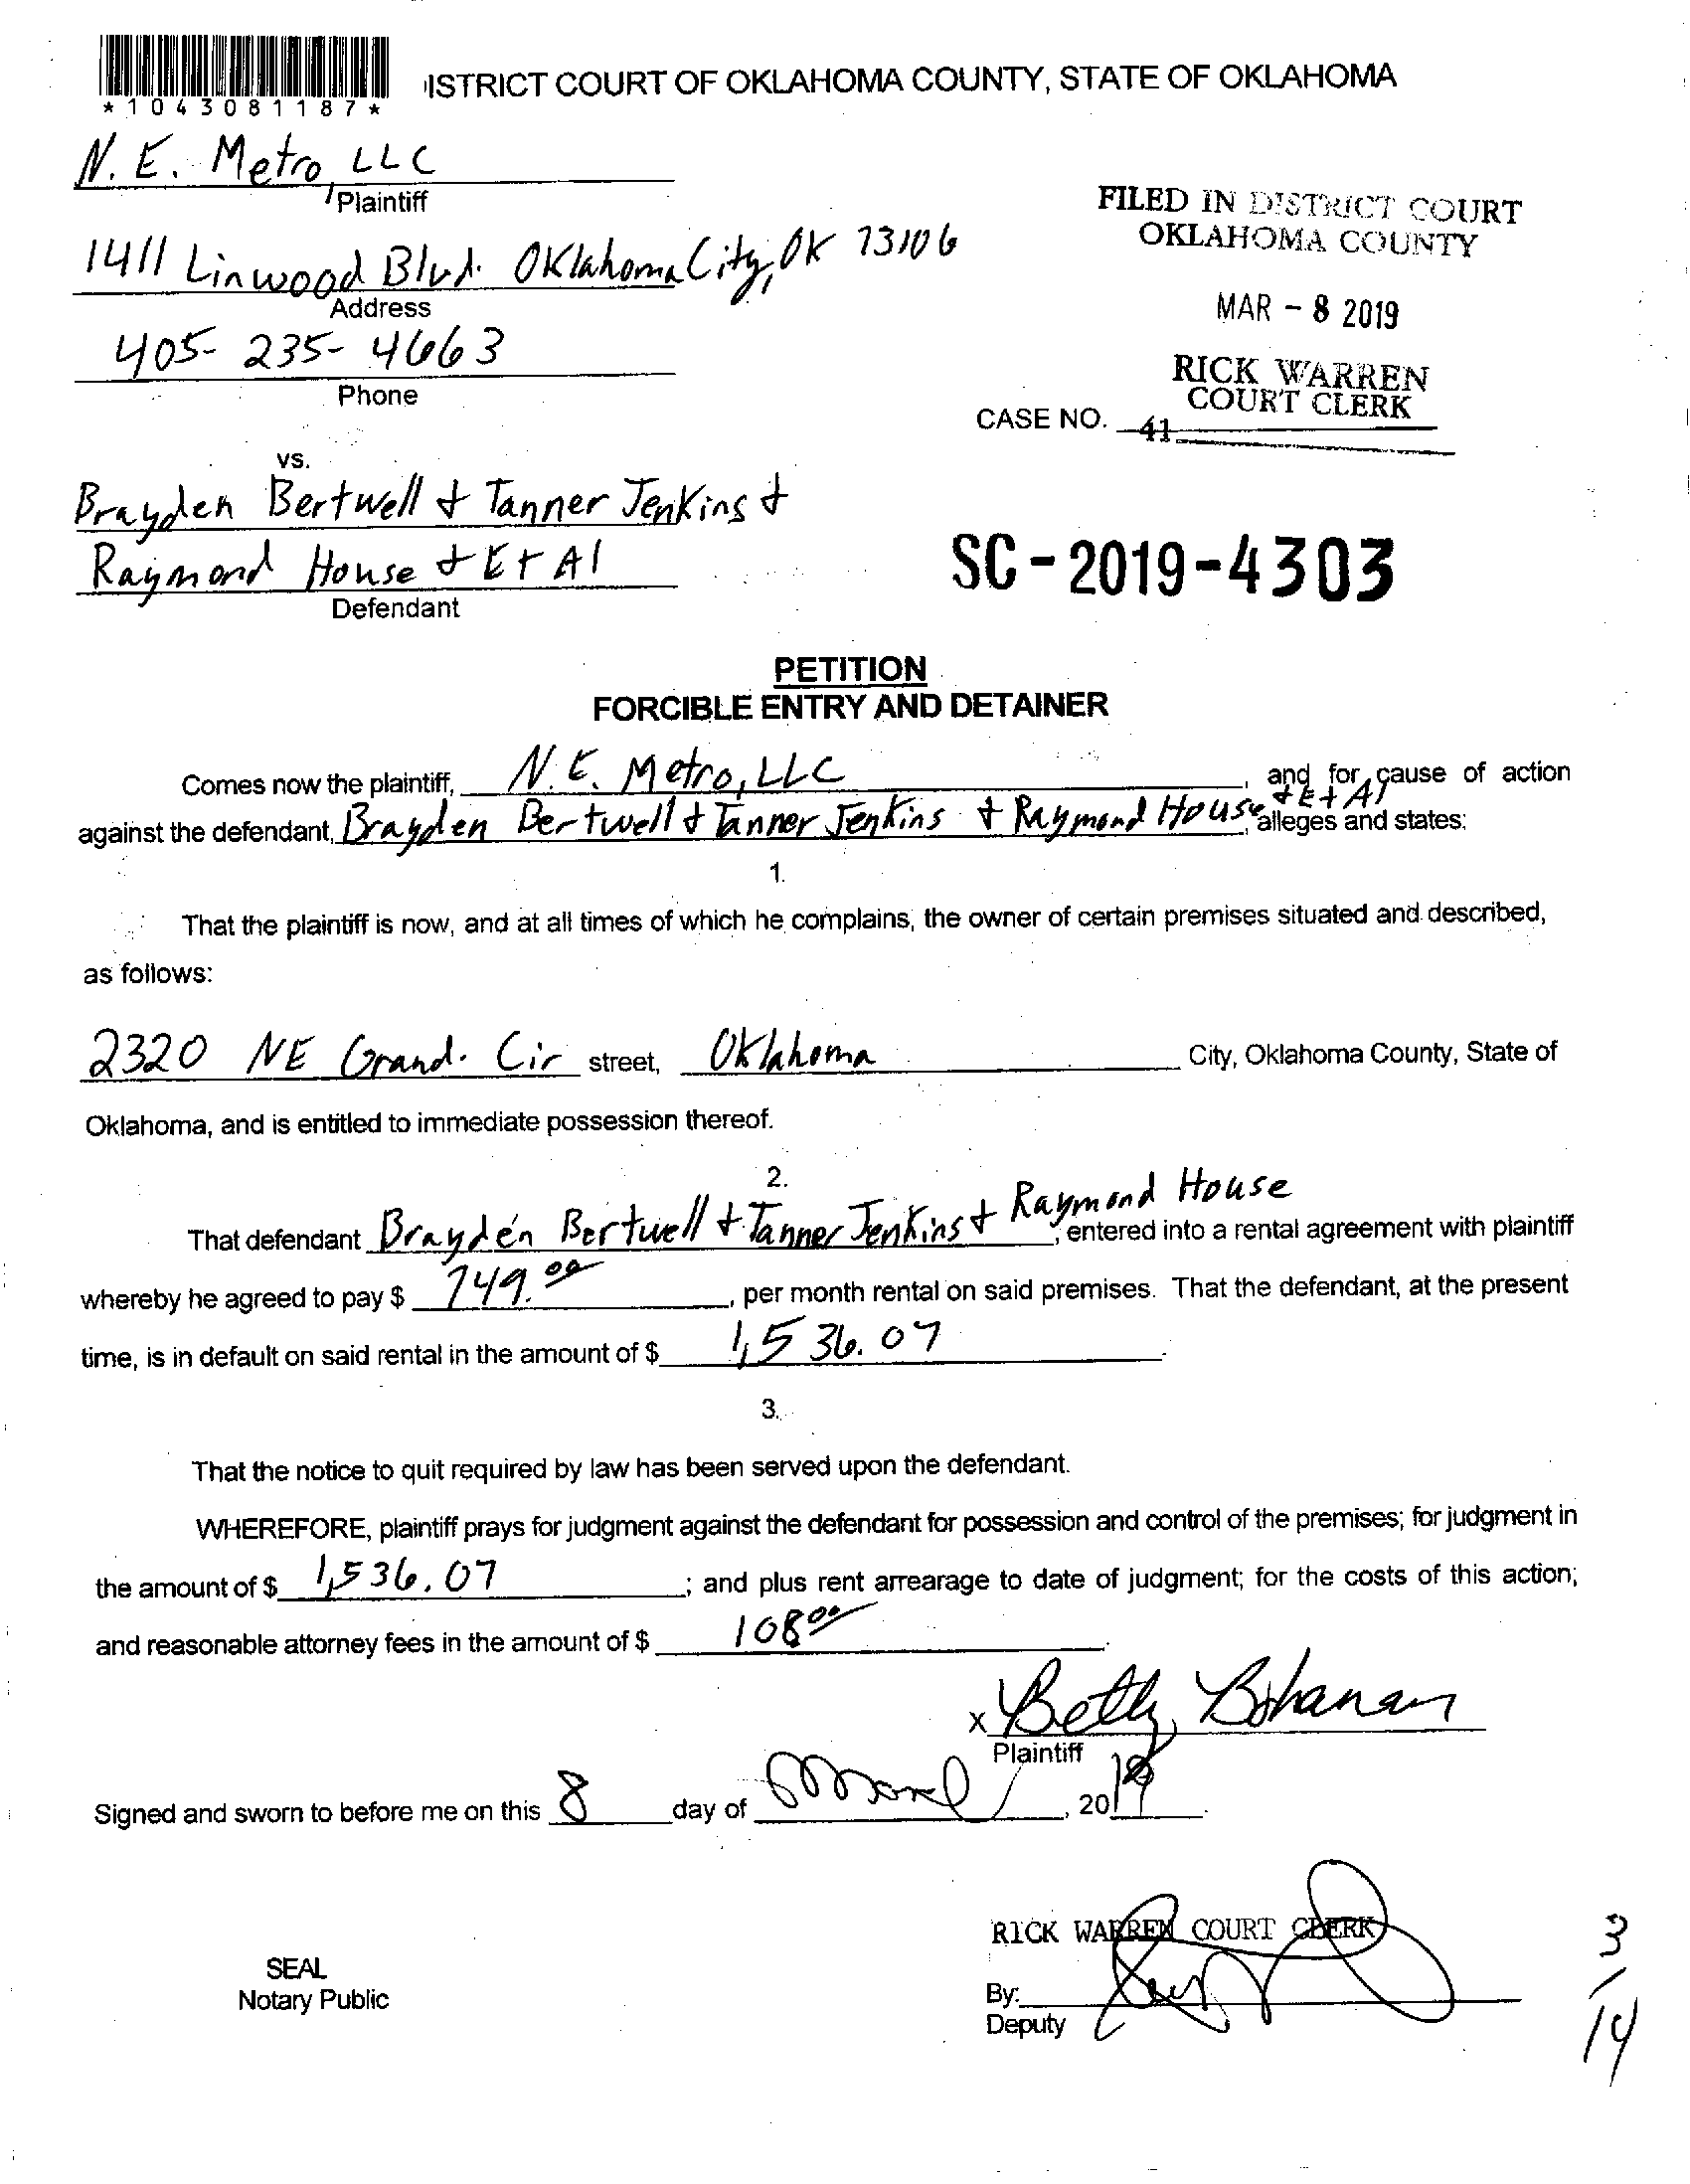 *1043081187*
ISTRICT COURT OF OKLAHOMA COUNTY, STATE OF OKLAHOMA
N. E. Metro, LLC
Plaintiff
1411 Linwood Blvd. Oklahoma City, OK 73106
Address
405-235-4663
Phone
FILED IN DISTRICT COURT
OKLAHOMA COUNTY
MAR - 8 2019
RICK WARREN
COURT CLERK
CASE NO. 41
vs.
Brayden Bertwell + Tanner Jenkins +
Raymond House + Et Al
Defendant
SC-2019-4303
PETITION
FORCIBLE ENTRY AND DETAINER
Comes now the plaintiff, N.E. Metro, LLC, and for cause of action
against the defendant, Brayden Bertwell + Tanner Jenkins + Raymond House + Et Al, alleges and states:
1.
That the plaintiff is now, and at all times of which he complains, the owner of certain premises situated and described,
as follows:
2320 NE Grand. Cir street, Oklahoma City, Oklahoma County, State of
Oklahoma, and is entitled to immediate possession thereof.
2.
That defendant Brayden Bertwell + Tanner Jenkins + Raymond House, entered into a rental agreement with plaintiff
whereby he agreed to pay $ 749.00, per month rental on said premises. That the defendant, at the present
time, is in default on said rental in the amount of $ 1,536.07.
3.
That the notice to quit required by law has been served upon the defendant.
WHEREFORE, plaintiff prays for judgment against the defendant for possession and control of the premises; for judgment in
the amount of $ 1,536.07; and plus rent arrearage to date of judgment; for the costs of this action;
and reasonable attorney fees in the amount of $ 108 00.
x Betty Bohanan
Plaintiff
Signed and sworn to before me on this 8 day of March, 2019.
RICK WARREN COURT CLERK
SEAL
Notary Public
By:
Deputy
3/14